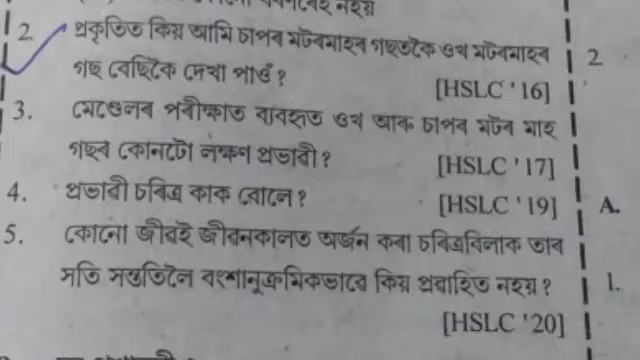 2. প্ৰকৃতিত কিয় আমি চাপৰ মটৰমাহৰ গছতকৈ ওখ মটৰমাহৰ
গছ বেছিকৈ দেখা পাওঁ?
[HSLC '16]
3. মেণ্ডেলৰ পৰীক্ষাত ব্যৱহৃত ওখ আৰু চাপৰ মটৰ মাহ
গছৰ কোনটো লক্ষণ প্ৰভাৱী?
[HSLC '17]
4. প্ৰভাৱী চৰিত্ৰ কাক বোলে?
[HSLC '19]
5. কোনো জীৱই জীৱনকালত অৰ্জন কৰা চৰিত্ৰবিলাক তাৰ
সতি সন্ততিলৈ বংশানুক্ৰমিকভাৱে কিয় প্ৰবাহিত নহয়?
[HSLC '20]
2
A.
1.